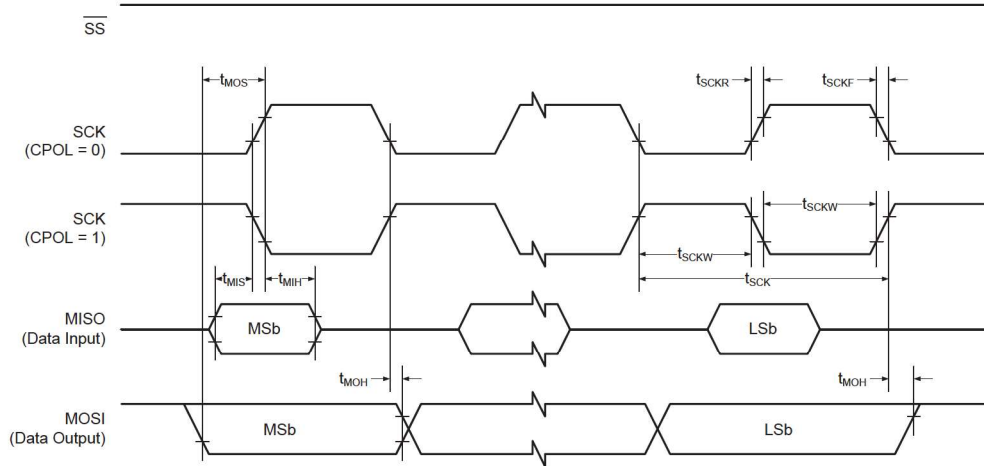 SS
tMOS
tSCKR
tSCKF
SCK
(CPOL = 0)
SCK
(CPOL = 1)
tSCKW
tSCKW
tMIS
tMIH
tSCK
MISO
(Data Input)
MSb
LSb
tMOH
tMOH
MOSI
(Data Output)
MSb
LSb